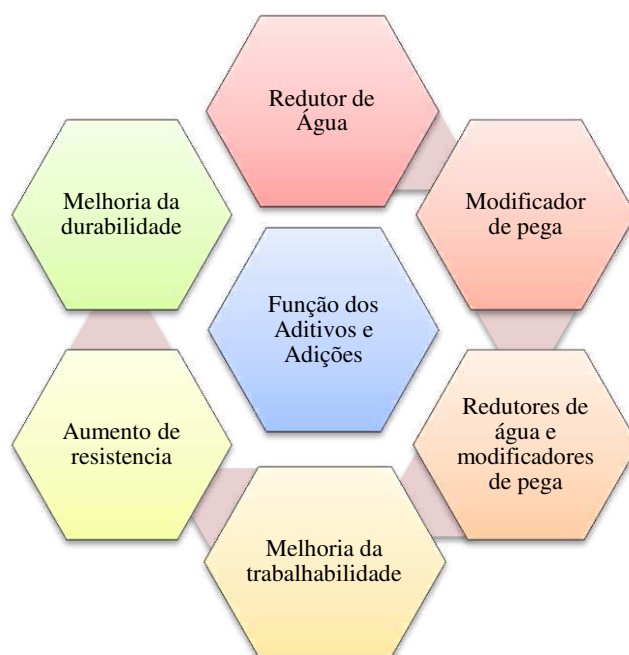 Redutor de
Água
Modificador
de pega
Redutores de
água e
modificadores
de pega
Melhoria da
trabalhabilidade
Aumento de
resistencia
Melhoria da
durabilidade
Função dos
Aditivos e
Adições